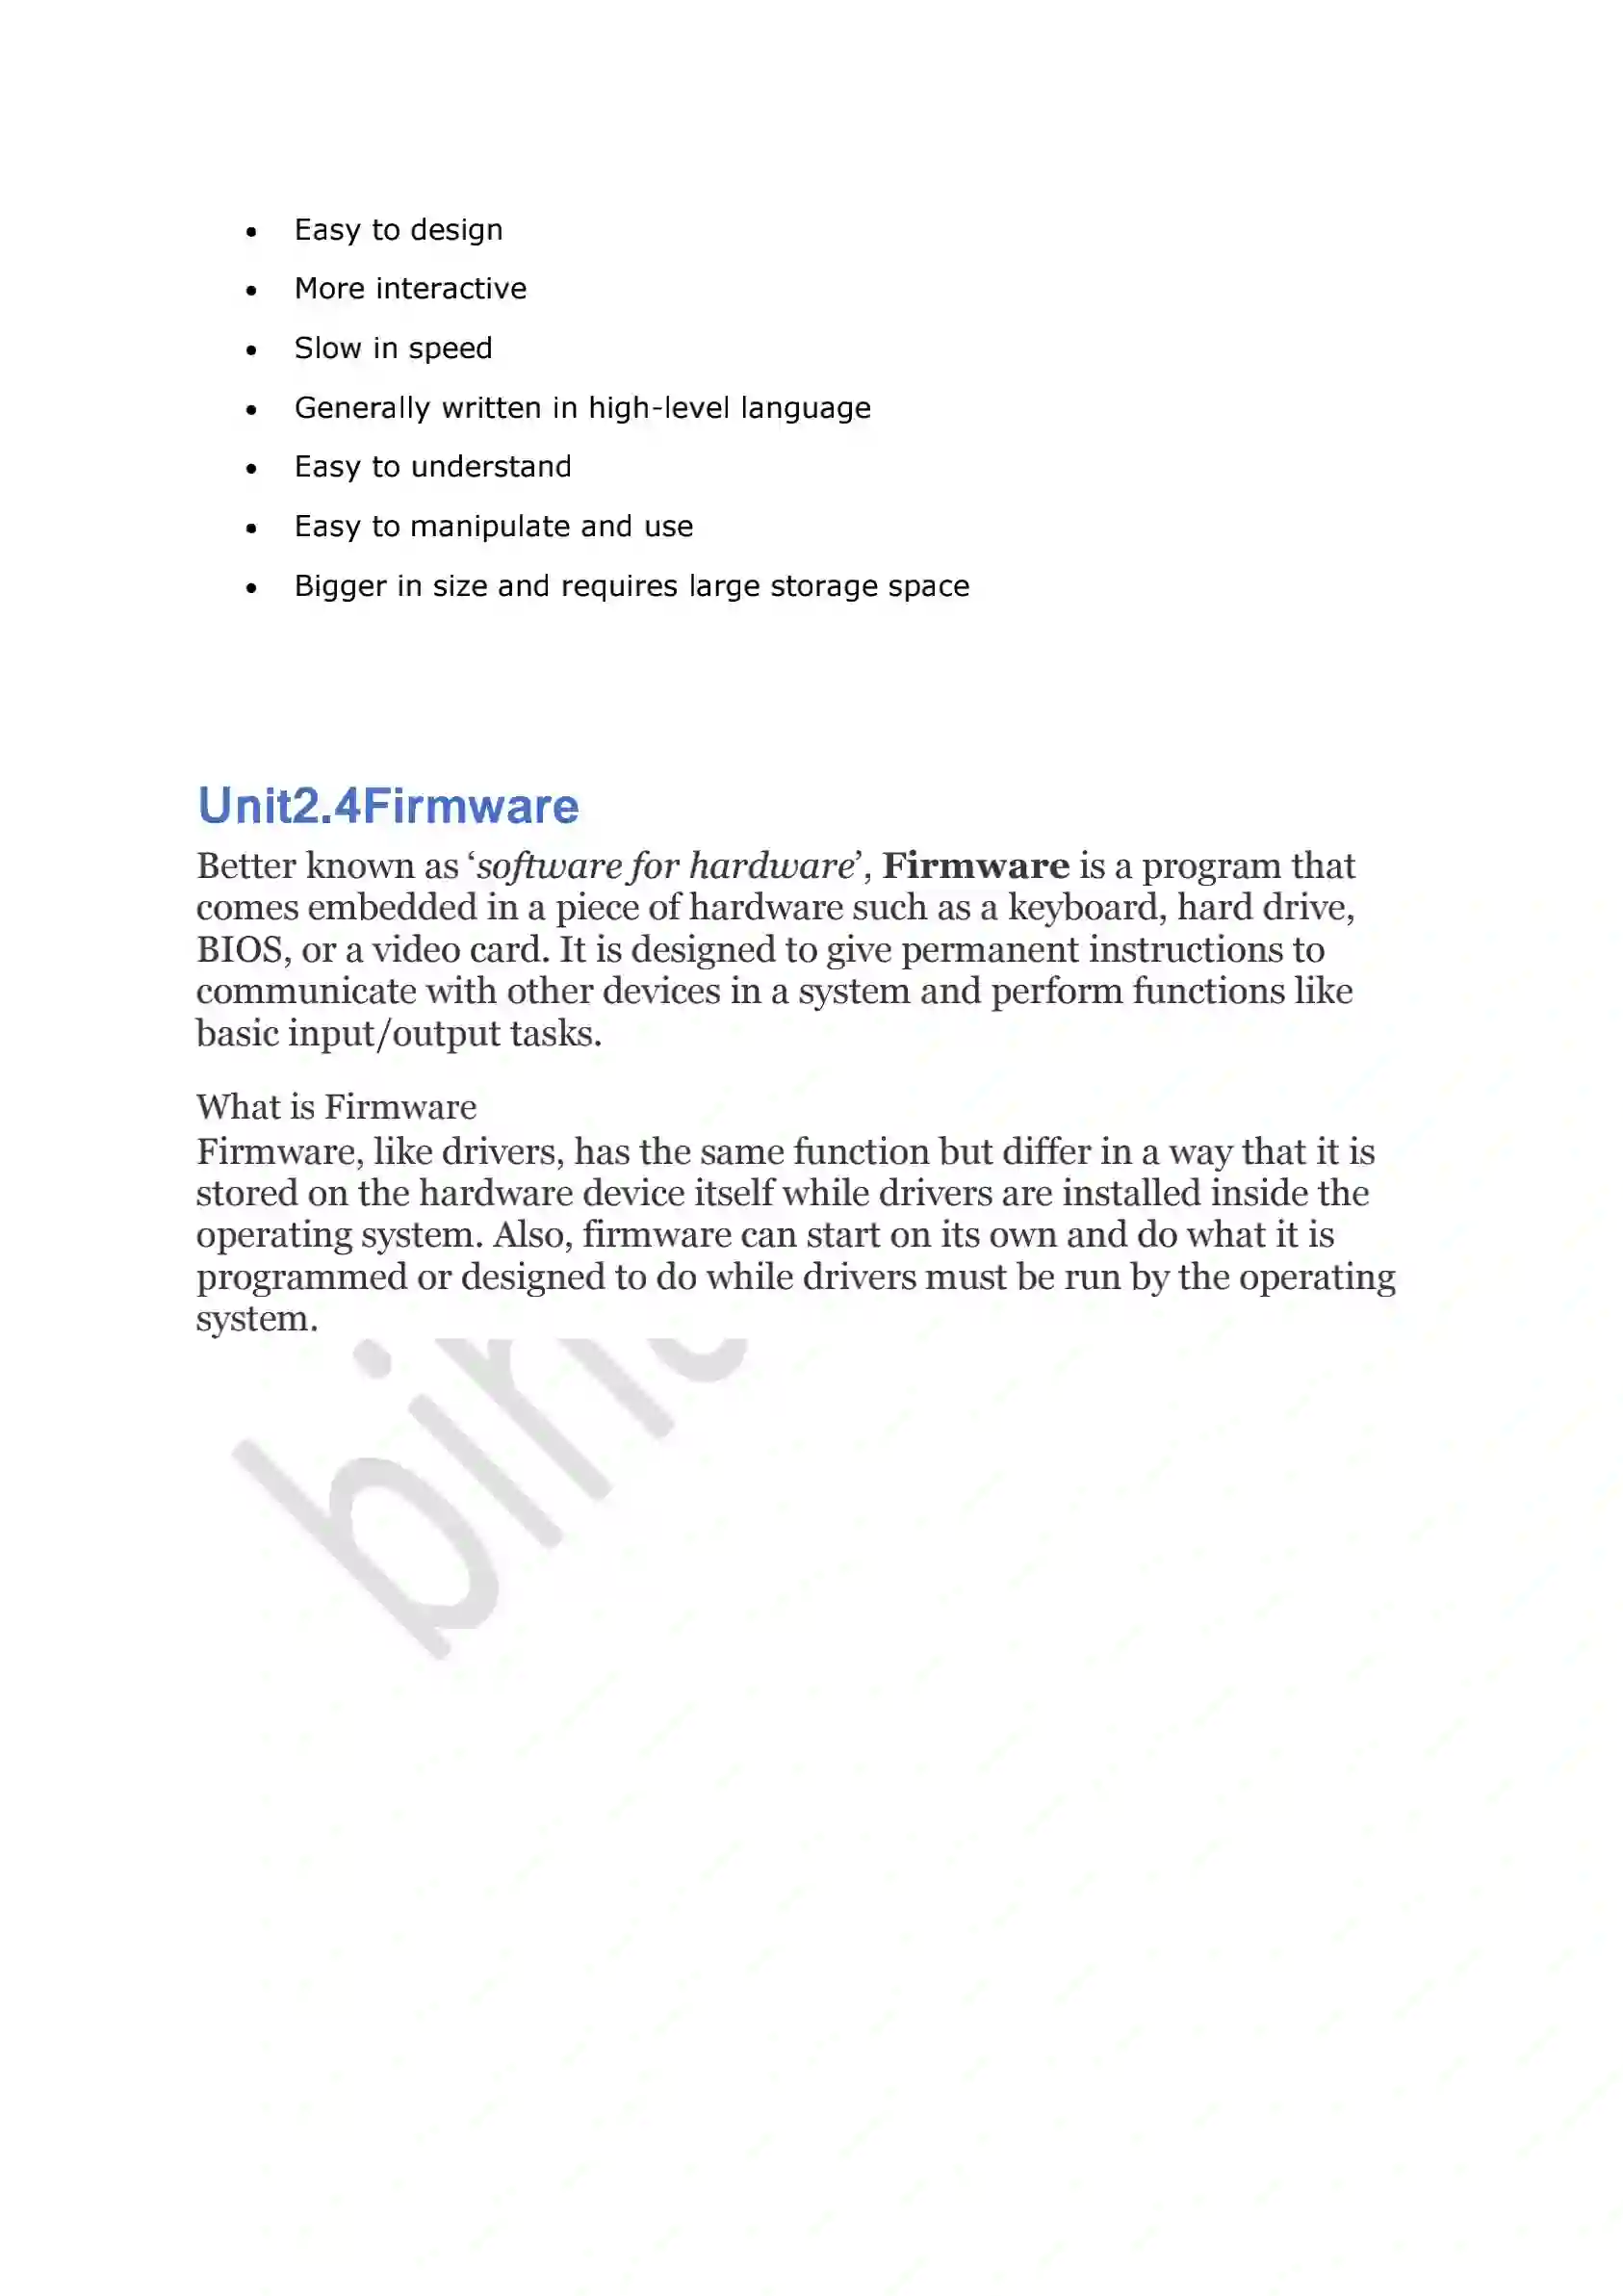 • Easy to design
• More interactive
• Slow in speed
• Generally written in high-level language
• Easy to understand
• Easy to manipulate and use
• Bigger in size and requires large storage space
Unit2.4Firmware
Better known as ‘software for hardware’, Firmware is a program that
comes embedded in a piece of hardware such as a keyboard, hard drive,
BIOS, or a video card. It is designed to give permanent instructions to
communicate with other devices in a system and perform functions like
basic input/output tasks.
What is Firmware
Firmware, like drivers, has the same function but differ in a way that it is
stored on the hardware device itself while drivers are installed inside the
operating system. Also, firmware can start on its own and do what it is
programmed or designed to do while drivers must be run by the operating
system.